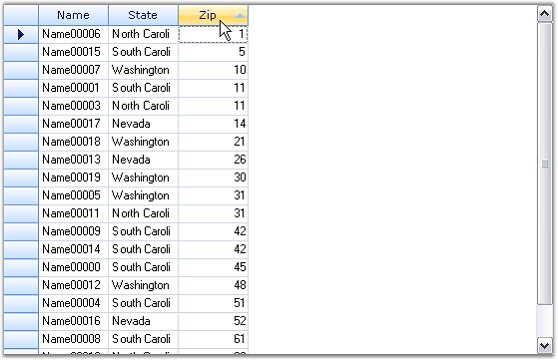 Name State Zip
Name00006 North Caroli 1
Name00015 South Caroli 5
Name00007 Washington 10
Name00001 South Caroli 11
Name00003 North Caroli 11
Name00017 Nevada 14
Name00018 Washington 21
Name00013 Nevada 26
Name00019 Washington 30
Name00005 Washington 31
Name00011 North Caroli 31
Name00009 South Caroli 42
Name00014 South Caroli 42
Name00000 South Caroli 45
Name00012 Washington 48
Name00004 South Caroli 51
Name00016 Nevada 52
Name00008 South Caroli 61